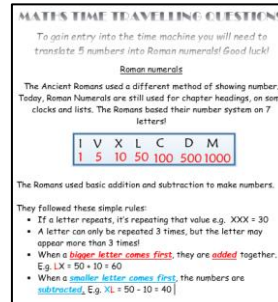 MATHS TIME TRAVELLING QUESTIONS
To gain entry into the time machine you will need to
translate 5 numbers into Roman numerals! Good luck!
Roman numerals
The Ancient Romans used a different method of showing number
Today, Roman Numerals are still used for chapter headings, on som
clocks and lists. The Romans based their number system on 7
letters!
I V X L C D M
1 5 10 50 100 500 1000
The Romans used basic addition and subtraction to make numbers.
They followed these simple rules:
• If a letter repeats, it's repeating that value e.g. XXX = 30
• A letter can only be repeated 3 times, but the letter may
appear more than 3 times!
• When a bigger letter comes first, they are added together.
E.g. LX = 50 + 10 = 60
• When a smaller letter comes first, the numbers are
subtracted. E.g. XL = 50 - 10 = 40